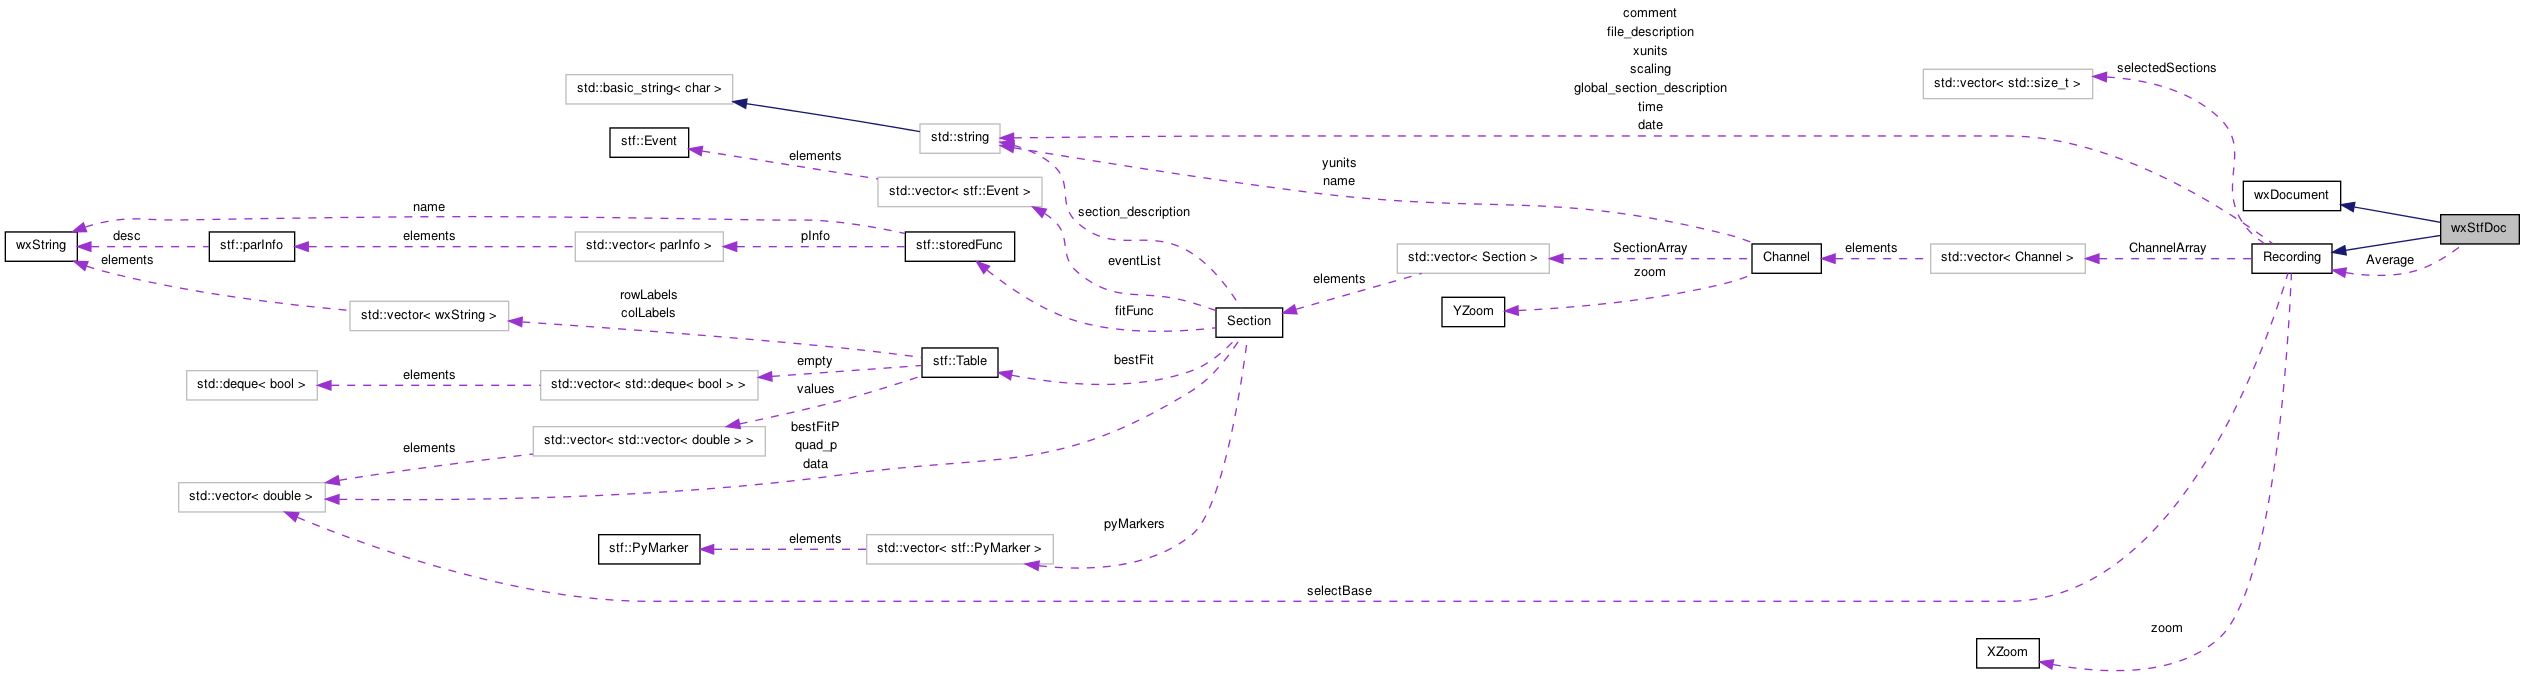 comment
file_description
xunits
scaling
global_section_description
time
date
selectedSections
std::vector< std::size_t >
std::basic_string< char >
std::string
stf::Event
elements
std::vector< stf::Event >
yunits
name
wxDocument
wxStfDoc
name
section_description
wxString
desc
stf::parInfo
elements
std::vector< parInfo >
pInfo
stf::storedFunc
eventList
std::vector< Section >
SectionArray
Channel
elements
std::vector< Channel >
ChannelArray
Recording
Average
elements
zoom
elements
YZoom
rowLabels
colLabels
std::vector< wxString >
fitFunc
Section
stf::Table
bestFit
empty
std::deque< bool >
elements
std::vector< std::deque< bool > >
values
bestFitP
quad_p
data
std::vector< std::vector< double > >
elements
std::vector< double >
pyMarkers
stf::PyMarker
elements
std::vector< stf::PyMarker >
selectBase
zoom
XZoom